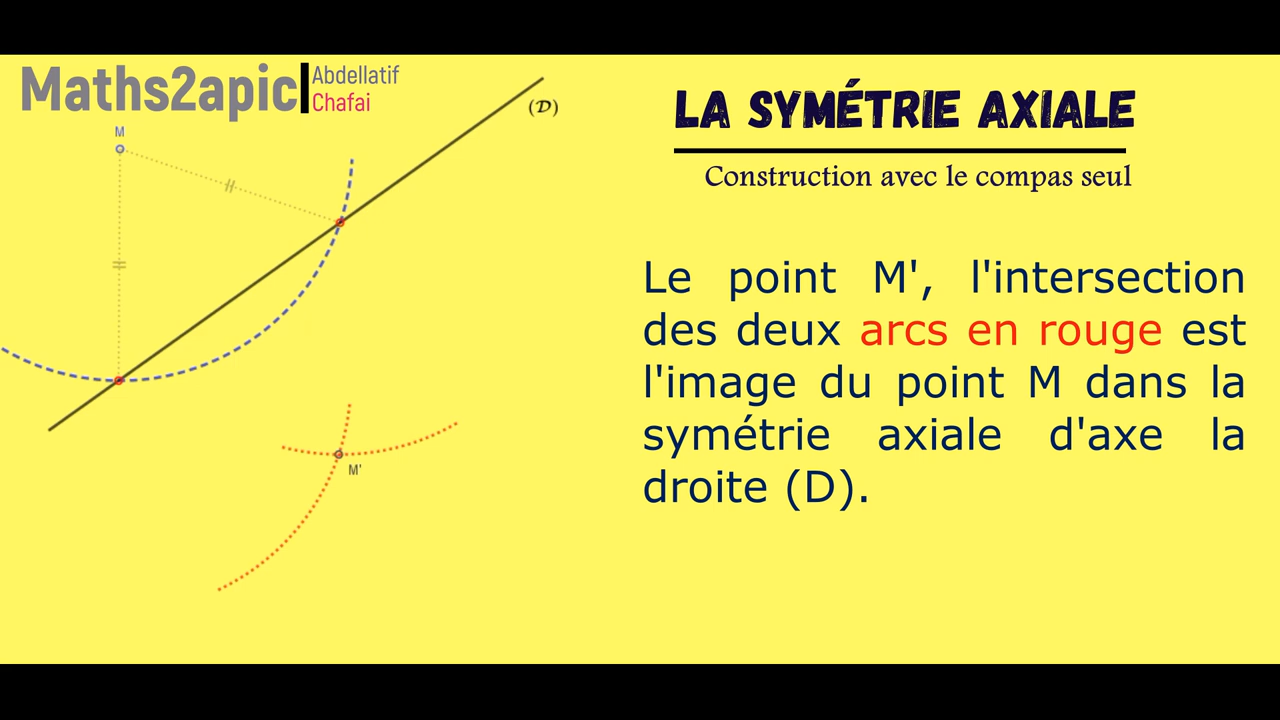 Maths2apic
Abdellatif
Chafai
M
(D)
M'
LA SYMÉTRIE AXIALE
Construction avec le compas seul
Le point M', l'intersection
des deux arcs en rouge est
l'image du point M dans la
symétrie axiale d'axe la
droite (D).